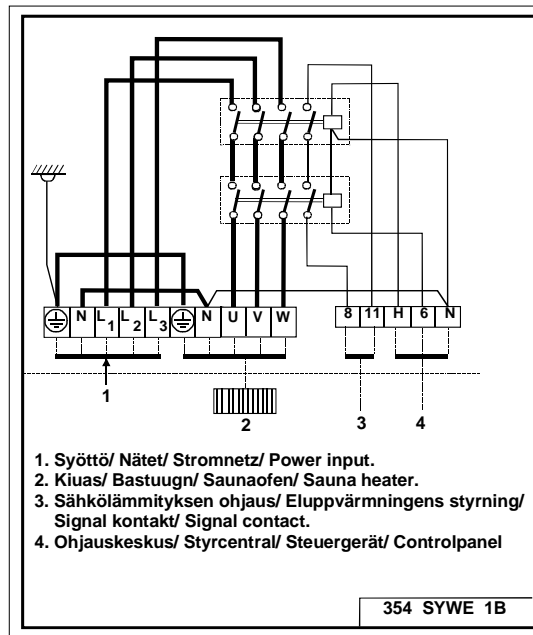 N L1 L2 L3 N U V W 8 11 H 6 N
1
2
3
4
1. Syöttö/ Nätet/ Stromnetz/ Power input.
2. Kiuas/ Bastuugn/ Saunaofen/ Sauna heater.
3. Sähkölämmityksen ohjaus/ Eluppvärmningens styrning/
Signal kontakt/ Signal contact.
4. Ohjauskeskus/ Styrcentral/ Steuergerät/ Controlpanel
354 SYWE 1B